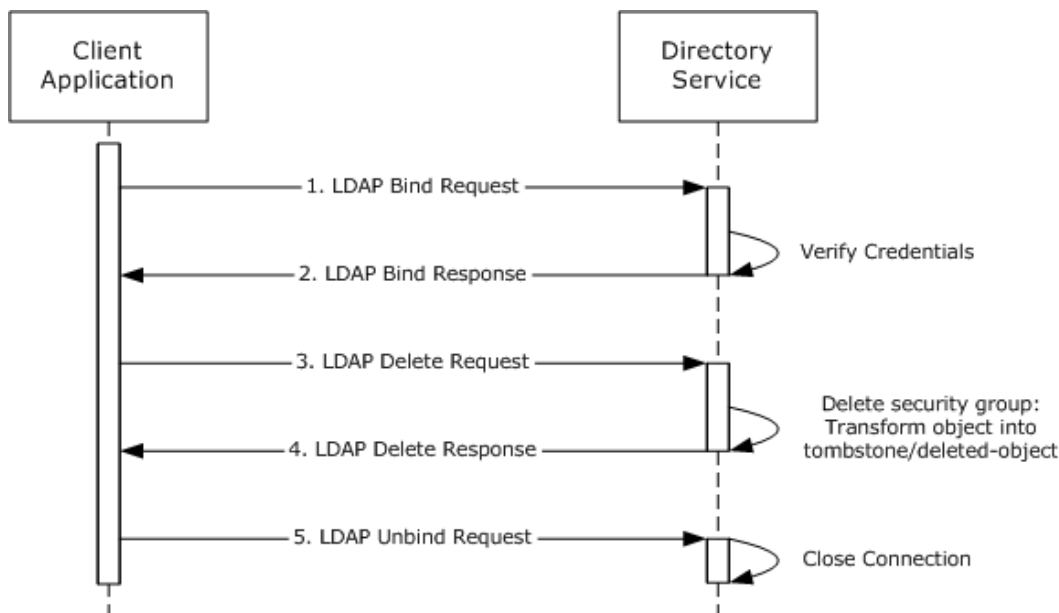 Client
Application
Directory
Service
1. LDAP Bind Request
Verify Credentials
2. LDAP Bind Response
3. LDAP Delete Request
Delete security group:
Transform object into
tombstone/deleted-object
4. LDAP Delete Response
5. LDAP Unbind Request
Close Connection